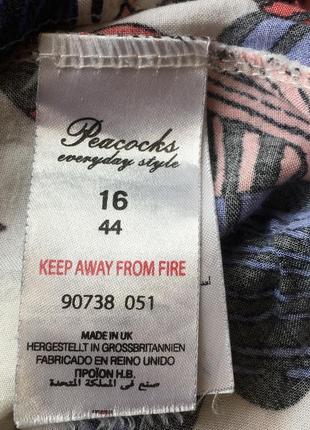 Peacocks
everyday style
16
44
KEEP AWAY FROM FIRE
90738 051
MADE IN UK
HERGESTELLT IN GROSSBRITANNIEN
FABRICADO EN REINO UNIDO
ΠΡΟΪΟΝ Η.Β.
صنع في المملكة المتحدة